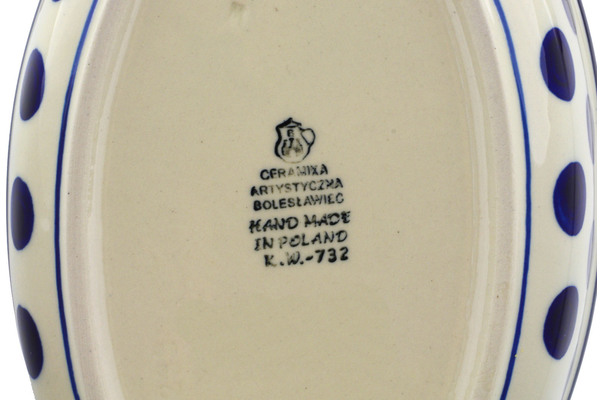 CERAMIKA
ARTYSTYCZNA
BOLESŁAWIEC
HAND MADE
IN POLAND
K.W.-732